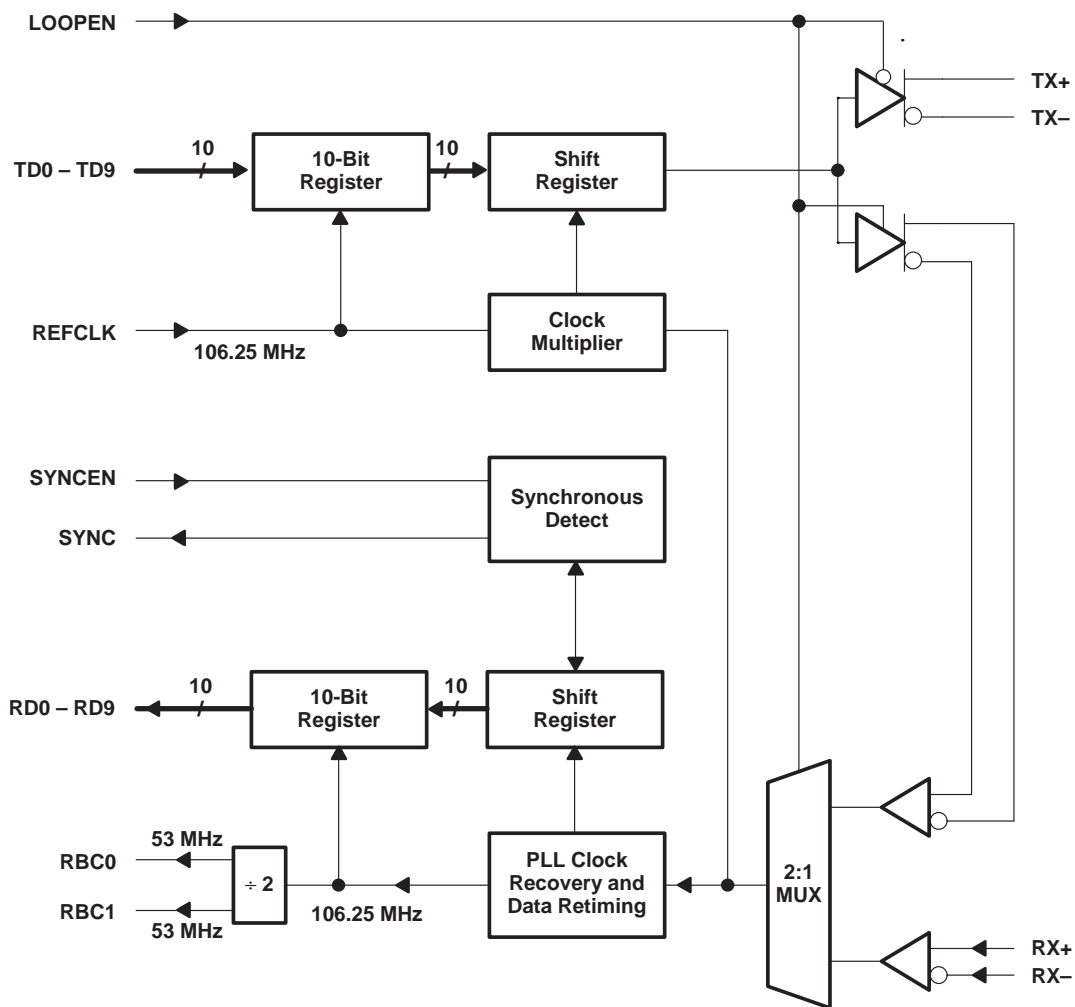 LOOPEN
TX+
TX–
TD0 – TD9
10
10-Bit
Register
10
Shift
Register
REFCLK
106.25 MHz
Clock
Multiplier
SYNCEN
SYNC
Synchronous
Detect
RD0 – RD9
10
10-Bit
Register
10
Shift
Register
RBC0
53 MHz
RBC1
53 MHz
÷ 2
106.25 MHz
PLL Clock
Recovery and
Data Retiming
2:1
MUX
RX+
RX–